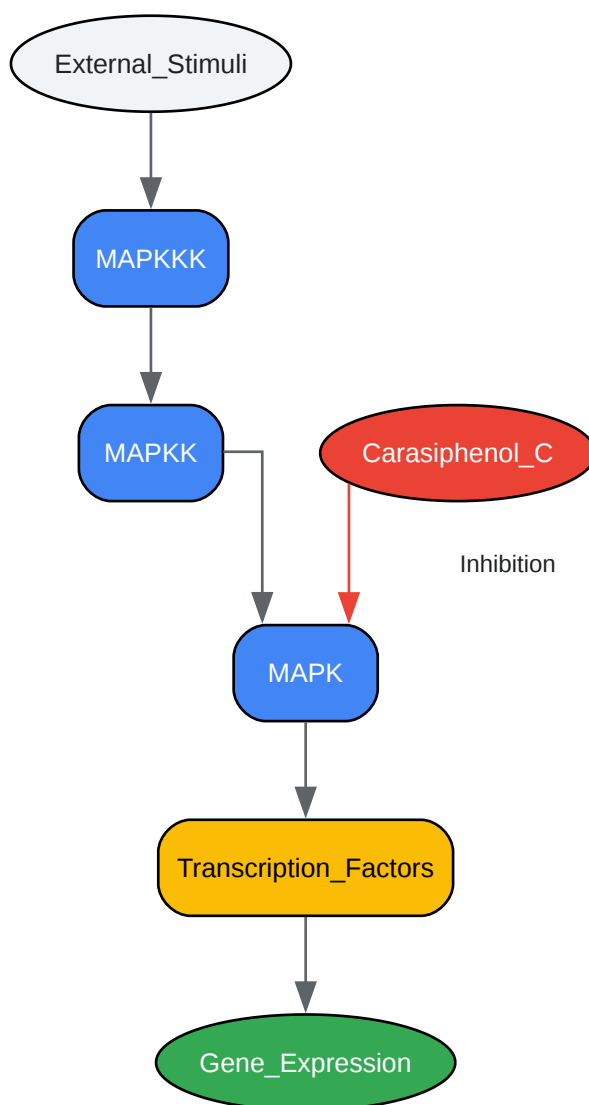 External_Stimuli
MAPKKK
MAPKK
Carasiphenol_C
Inhibition
MAPK
Transcription_Factors
Gene_Expression